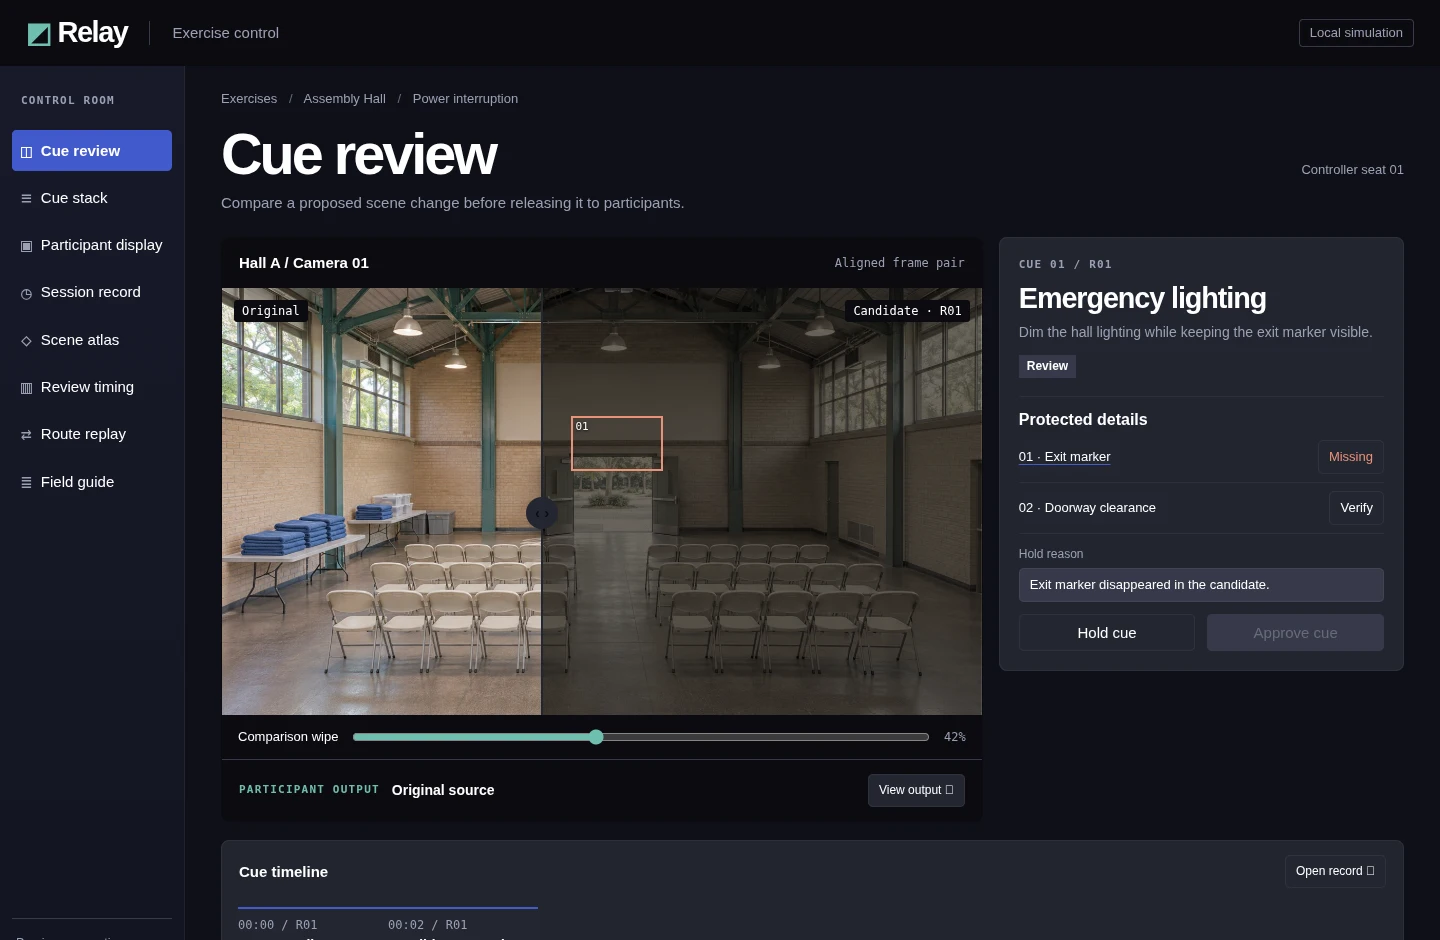 Relay
Exercise control
Local simulation
CONTROL ROOM
Cue review
Cue stack
Participant display
Session record
Scene atlas
Review timing
Route replay
Field guide
Exercises / Assembly Hall / Power interruption
Cue review
Controller seat 01
Compare a proposed scene change before releasing it to participants.
Hall A / Camera 01
Aligned frame pair
Original
Candidate · R01
01
Comparison wipe
42%
PARTICIPANT OUTPUT Original source
View output
CUE 01 / R01
Emergency lighting
Dim the hall lighting while keeping the exit marker visible.
Review
Protected details
01 · Exit marker
Missing
02 · Doorway clearance
Verify
Hold reason
Exit marker disappeared in the candidate.
Hold cue
Approve cue
Cue timeline
Open record
00:00 / R01
00:02 / R01